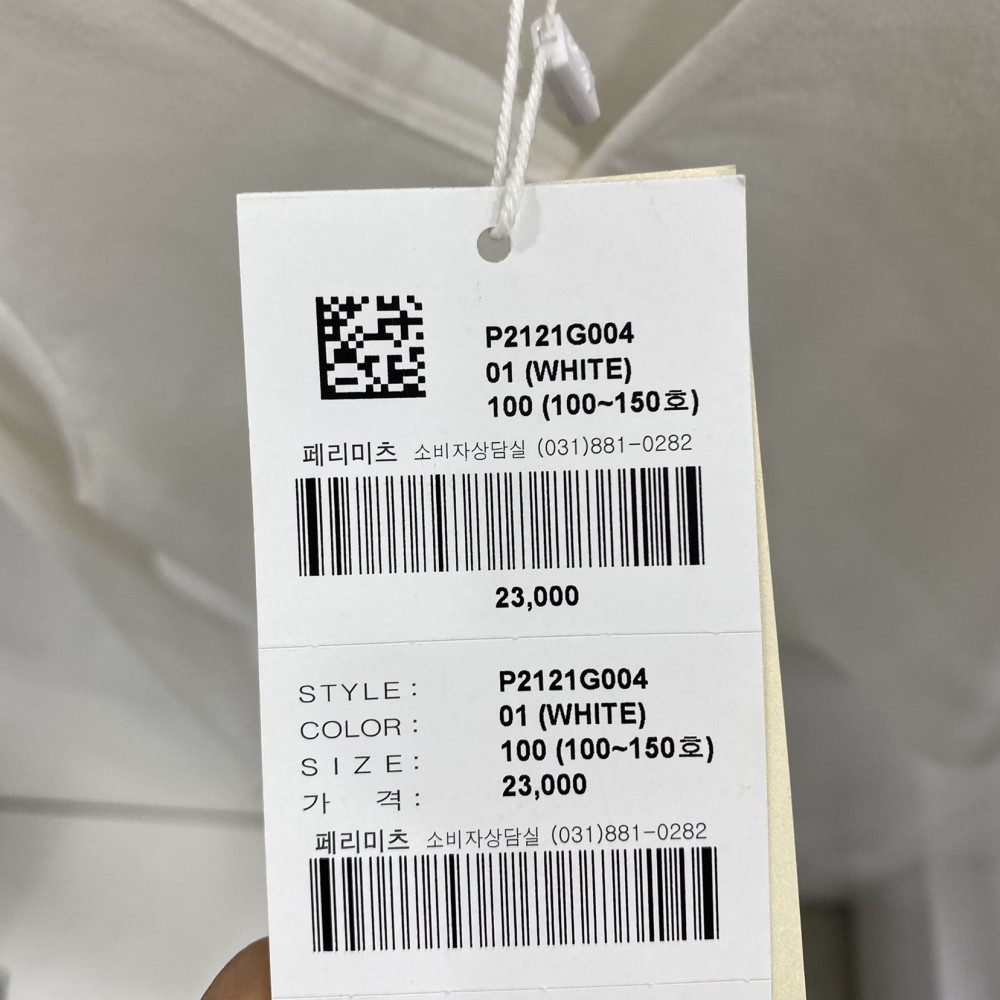 P2121G004
01 (WHITE)
100 (100~150호)
페리미츠 소비자상담실 (031)881-0282
23,000
STYLE : P2121G004
COLOR : 01 (WHITE)
SIZE : 100 (100~150호)
가 격 : 23,000
페리미츠 소비자상담실 (031)881-0282